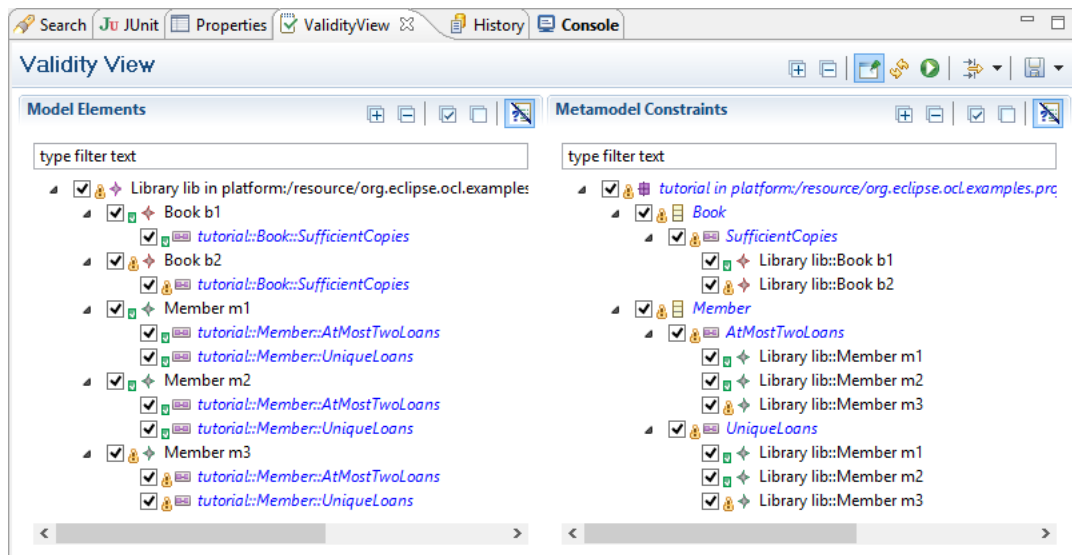 Search JUnit Properties ValidityView History Console
Validity View
Model Elements
type filter text
Library lib in platform:/resource/org.eclipse.ocl.examples
Book b1
tutorial::Book::SufficientCopies
Book b2
tutorial::Book::SufficientCopies
Member m1
tutorial::Member::AtMostTwoLoans
tutorial::Member::UniqueLoans
Member m2
tutorial::Member::AtMostTwoLoans
tutorial::Member::UniqueLoans
Member m3
tutorial::Member::AtMostTwoLoans
tutorial::Member::UniqueLoans
Metamodel Constraints
type filter text
tutorial in platform:/resource/org.eclipse.ocl.examples.pro
Book
SufficientCopies
Library lib::Book b1
Library lib::Book b2
Member
AtMostTwoLoans
Library lib::Member m1
Library lib::Member m2
Library lib::Member m3
UniqueLoans
Library lib::Member m1
Library lib::Member m2
Library lib::Member m3